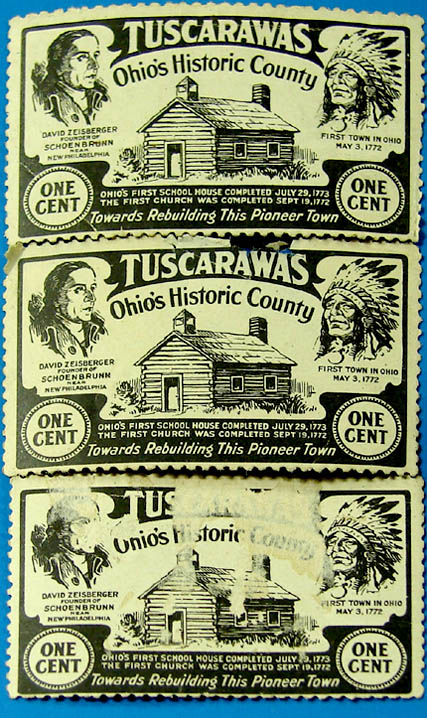 TUSCARAWAS
Ohio's Historic County
DAVID ZEISBERGER
FOUNDER OF
SCHOENBRUNN
NEAR
NEW PHILADELPHIA
FIRST TOWN IN OHIO
MAY 3, 1772
ONE CENT
OHIO'S FIRST SCHOOL HOUSE COMPLETED JULY 29, 1773
THE FIRST CHURCH WAS COMPLETED SEPT 19, 1772
Towards Rebuilding This Pioneer Town
ONE CENT
TUSCARAWAS
Ohio's Historic County
DAVID ZEISBERGER
FOUNDER OF
SCHOENBRUNN
NEAR
NEW PHILADELPHIA
FIRST TOWN IN OHIO
MAY 3, 1772
ONE CENT
OHIO'S FIRST SCHOOL HOUSE COMPLETED JULY 29, 1773
THE FIRST CHURCH WAS COMPLETED SEPT 19, 1772
Towards Rebuilding This Pioneer Town
ONE CENT
TUS
Ohio's Historic County
DAVID ZEISBERGER
FOUNDER OF
SCHOENBRUNN
NEAR
NEW PHILADELPHIA
FIRST TOWN IN OHIO
MAY 3, 1772
ONE CENT
OHIO'S FIRST SCHOOL HOUSE COMPLETED JULY 29, 1773
THE FIRST CHURCH WAS COMPLETED SEPT 19, 1772
Towards Rebuilding This Pioneer Town
ONE CENT